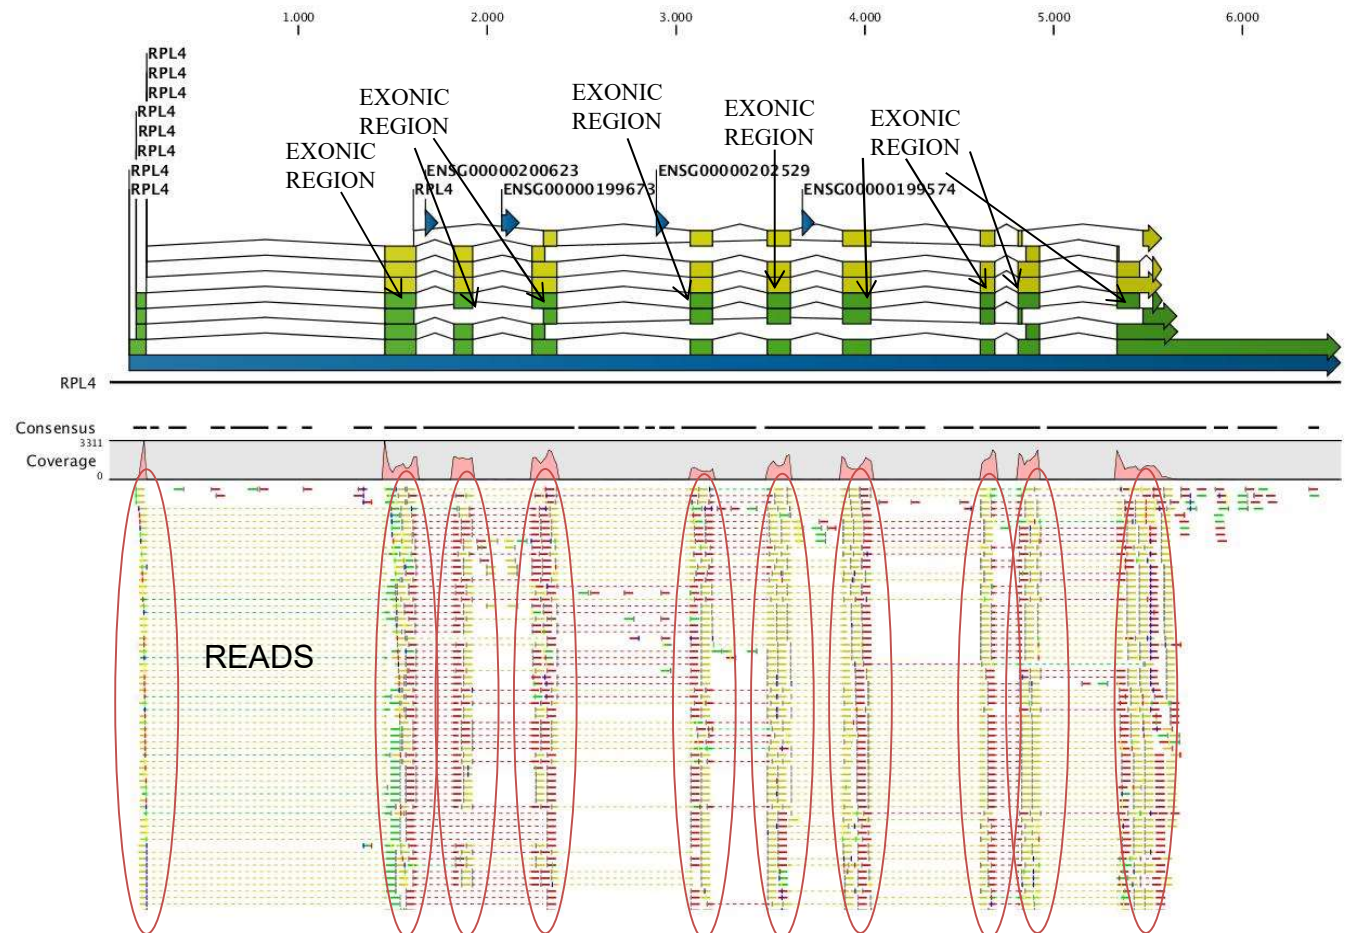 1.000 2.000 3.000 4.000 5.000 6.000
RPL4
RPL4
RPL4
RPL4
RPL4
RPL4
RPL4
RPL4
EXONIC
REGION
EXONIC
REGION
EXONIC
REGION
EXONIC
REGION
EXONIC
REGION
ENSG00000200623
RPL4
ENSG00000199673
ENSG00000202529
ENSG00000199574
RPL4
Consensus
3311
Coverage
0
READS